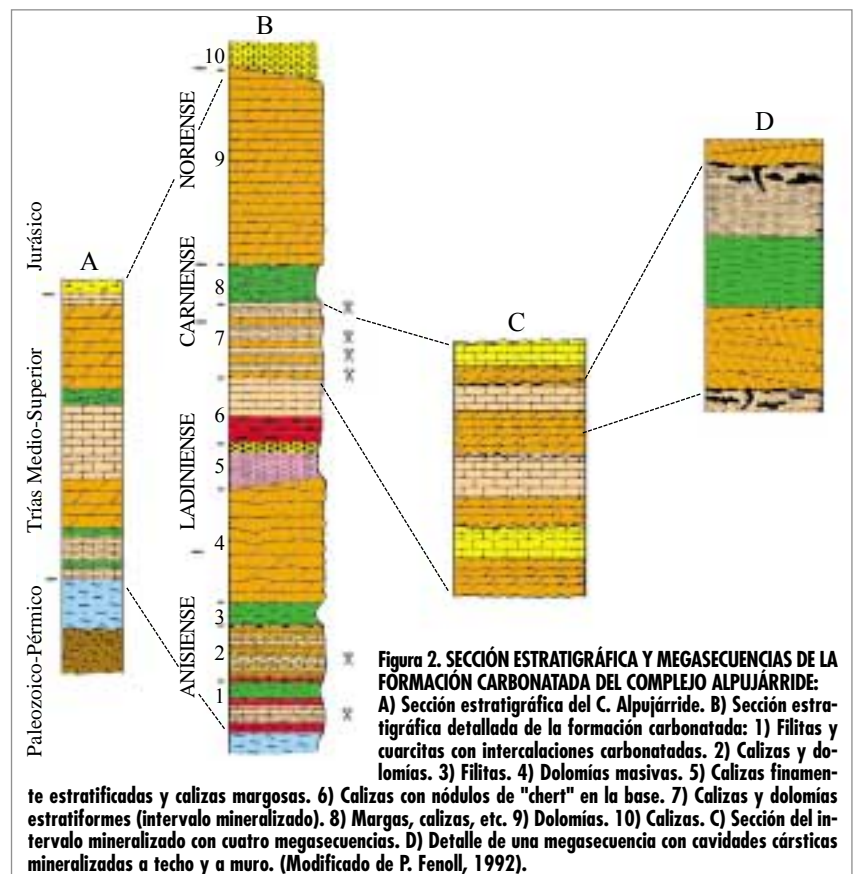 B
10
NORIENSE
9
D
Jurásico
A
CARNIENSE
8
7
C
Trías Medio-Superior
LADINIENSE
6
5
4
Paleozoico-Pérmico
ANISIENSE
3
2
1
Figura 2. SECCIÓN ESTRATIGRÁFICA Y MEGASECUENCIAS DE LA
FORMACIÓN CARBONATADA DEL COMPLEJO ALPUJÁRRIDE:
A) Sección estratigráfica del C. Alpujárride. B) Sección estra-
tigráfica detallada de la formación carbonatada: 1) Filitas y
cuarcitas con intercalaciones carbonatadas. 2) Calizas y do-
lomías. 3) Filitas. 4) Dolomías masivas. 5) Calizas finamen-
te estratificadas y calizas margosas. 6) Calizas con nódulos de "chert" en la base. 7) Calizas y dolomías
estratiformes (intervalo mineralizado). 8) Margas, calizas, etc. 9) Dolomías. 10) Calizas. C) Sección del in-
tervalo mineralizado con cuatro megasecuencias. D) Detalle de una megasecuencia con cavidades cársticas
mineralizadas a techo y a muro. (Modificado de P. Fenoll, 1992).